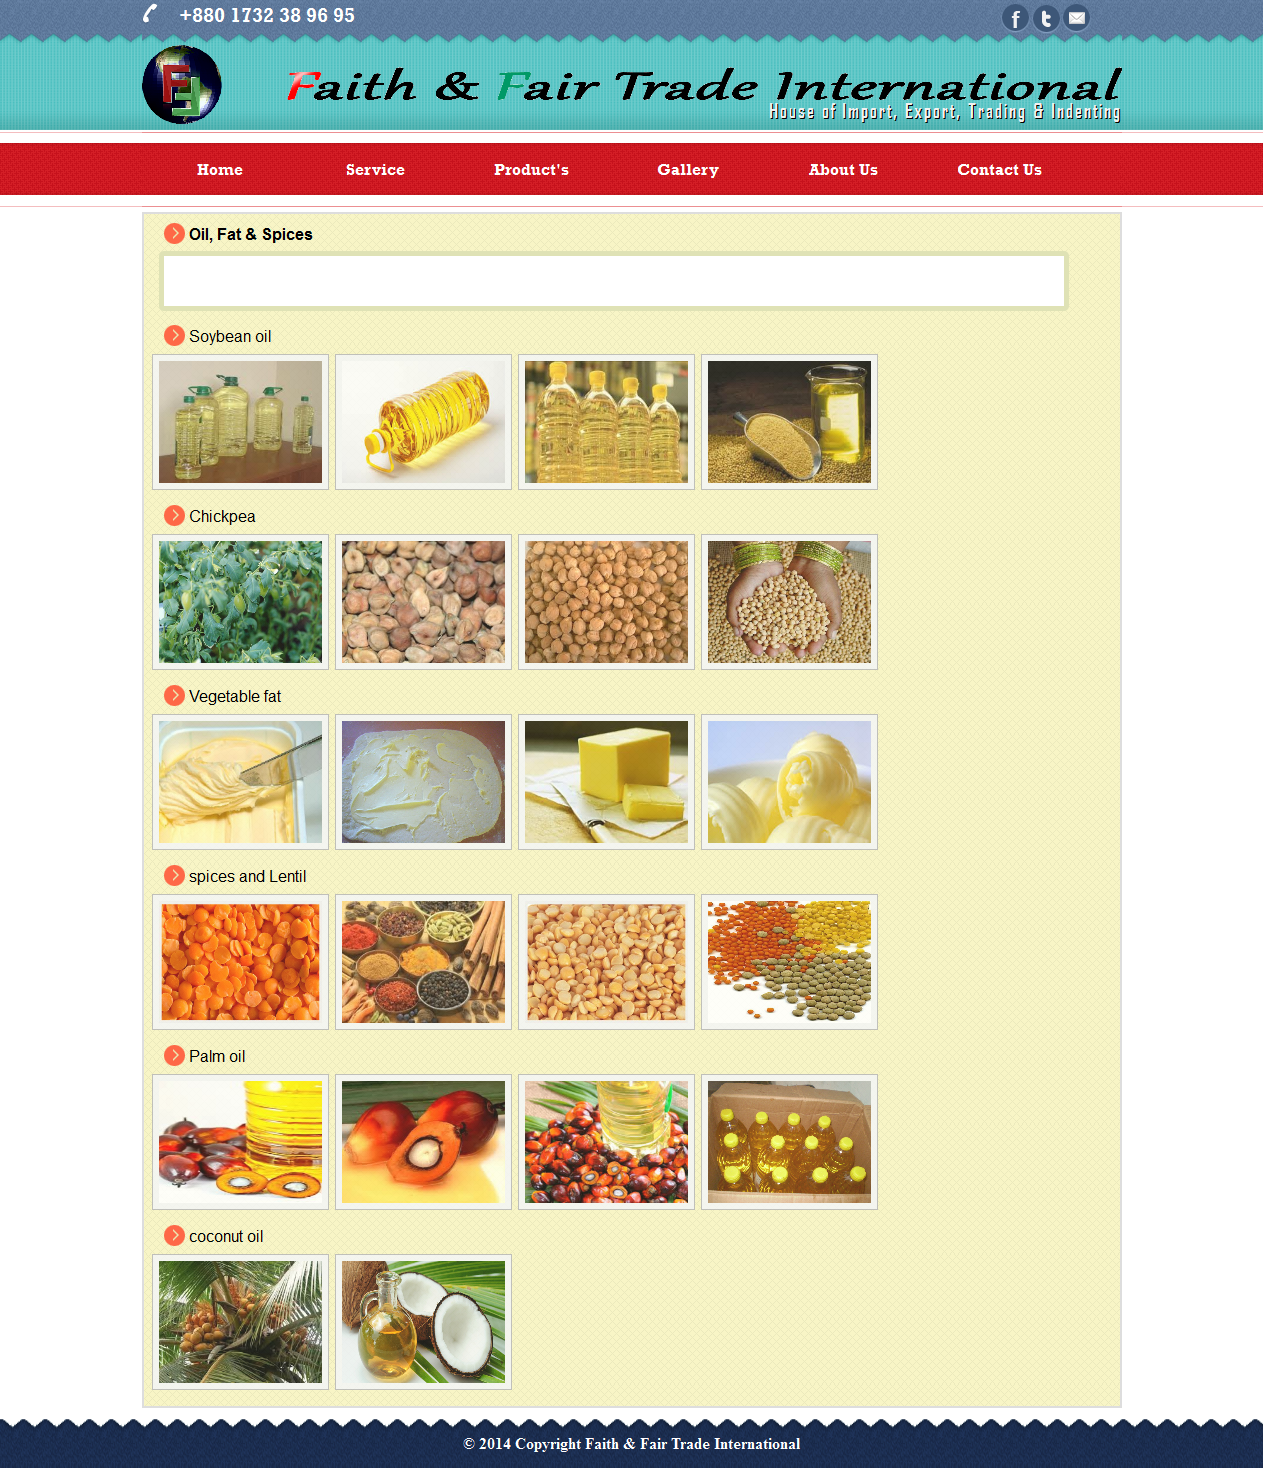 +880 1732 38 96 95
Faith & Fair Trade International
House of Import, Export, Trading & Indenting
Home Service Product's Gallery About Us Contact Us
Oil, Fat & Spices
Soybean oil
Chickpea
Vegetable fat
spices and Lentil
Palm oil
coconut oil
© 2014 Copyright Faith & Fair Trade International